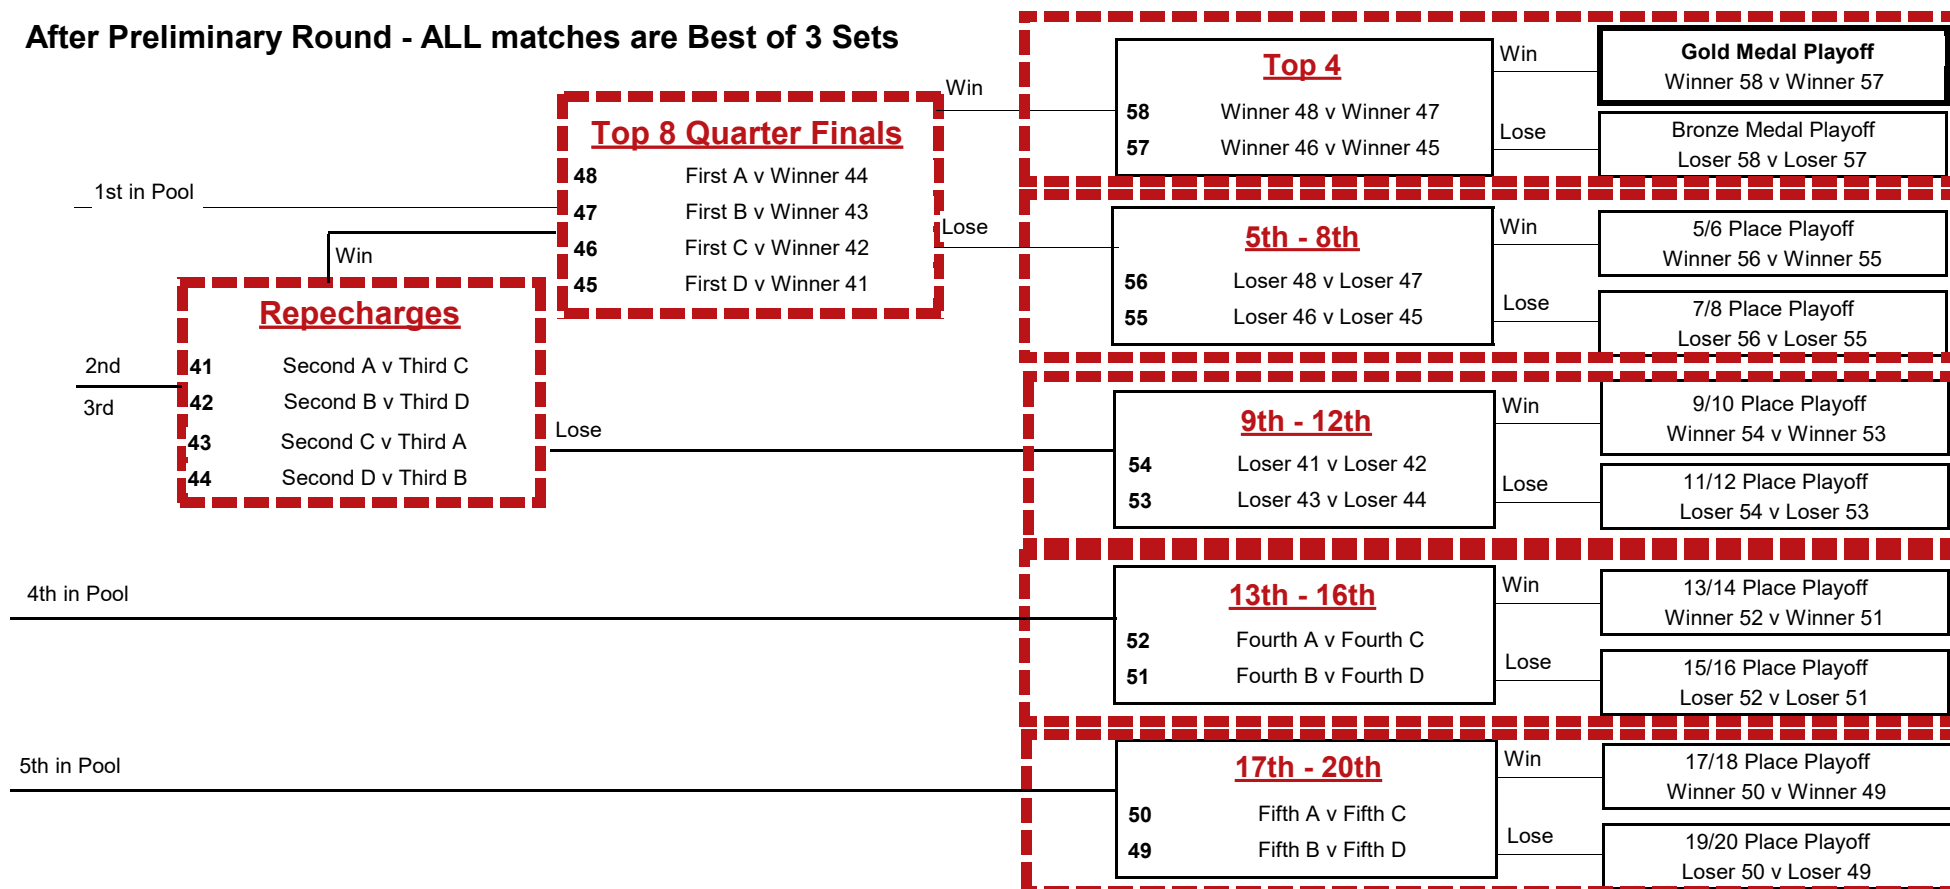 After Preliminary Round - ALL matches are Best of 3 Sets
1st in Pool
2nd
3rd
4th in Pool
5th in Pool
Repechages
41 Second A v Third C
42 Second B v Third D
43 Second C v Third A
44 Second D v Third B
Win
Lose
Top 8 Quarter Finals
48 First A v Winner 44
47 First B v Winner 43
46 First C v Winner 42
45 First D v Winner 41
Win
Lose
Top 4
58 Winner 48 v Winner 47
57 Winner 46 v Winner 45
Win
Lose
Gold Medal Playoff
Winner 58 v Winner 57
Bronze Medal Playoff
Loser 58 v Loser 57
5th - 8th
56 Loser 48 v Loser 47
55 Loser 46 v Loser 45
Win
Lose
5/6 Place Playoff
Winner 56 v Winner 55
7/8 Place Playoff
Loser 56 v Loser 55
9th - 12th
54 Loser 41 v Loser 42
53 Loser 43 v Loser 44
Win
Lose
9/10 Place Playoff
Winner 54 v Winner 53
11/12 Place Playoff
Loser 54 v Loser 53
13th - 16th
52 Fourth A v Fourth C
51 Fourth B v Fourth D
Win
Lose
13/14 Place Playoff
Winner 52 v Winner 51
15/16 Place Playoff
Loser 52 v Loser 51
17th - 20th
50 Fifth A v Fifth C
49 Fifth B v Fifth D
Win
Lose
17/18 Place Playoff
Winner 50 v Winner 49
19/20 Place Playoff
Loser 50 v Loser 49